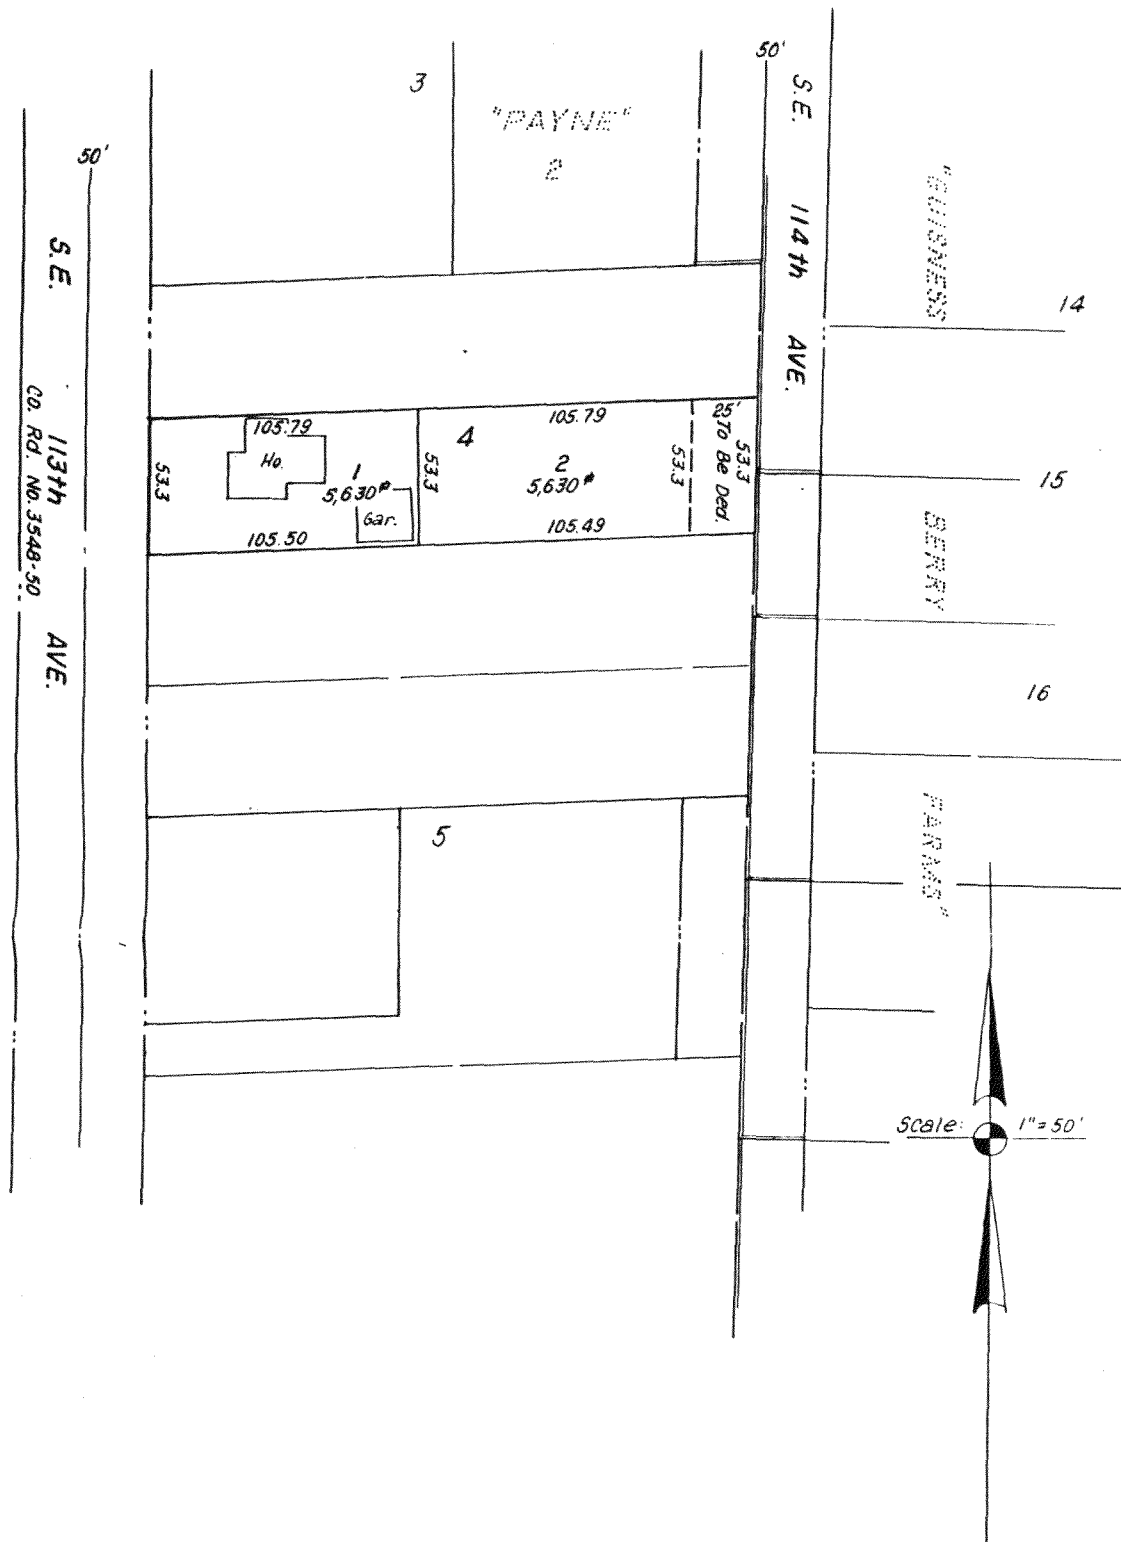 3
"PAYNE"
2
50'
S.E. 114th AVE.
50'
S.E. 113th AVE.
CO. Rd. No. 3548-50
"GUISNESS BERRY FARMS"
14
15
16
105.79
Ho.
1
5,630#
Gar.
53.3
53.3
105.50
4
105.79
2
5,630#
105.49
53.3
25' To Be Ded.
53.3
5
Scale: 1"=50'